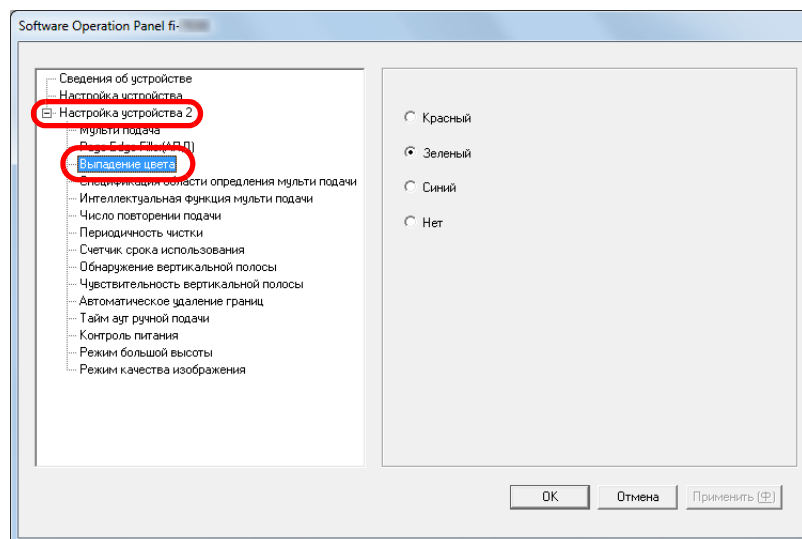 Software Operation Panel fi-
Сведения об устройстве
Настройка устройства
Настройка устройства 2
Мульти подача
Page Edge Filler(АПД)
Выпадение цвета
Спецификация области опредления мульти подачи
Интеллектуальная функция мульти подачи
Число повторении подачи
Периодичность чистки
Счетчик срока использования
Обнаружение вертикальной полосы
Чувствительность вертикальной полосы
Автоматическое удаление границ
Тайм аут ручной подачи
Контроль питания
Режим большой высоты
Режим качества изображения
Красный
Зеленый
Синий
Нет
OK Отмена Применить (Ф)